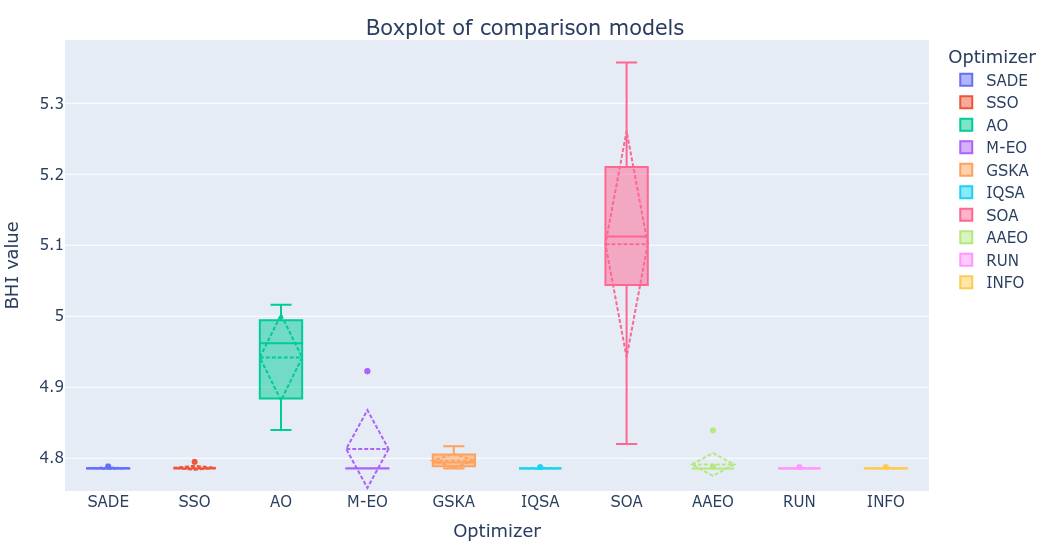 Boxplot of comparison models
BHI value
5.3
5.2
5.1
5
4.9
4.8
SADE
SSO
AO
M-EO
GSKA
IQSA
SOA
AAEO
RUN
INFO
Optimizer
Optimizer
SADE
SSO
AO
M-EO
GSKA
IQSA
SOA
AAEO
RUN
INFO